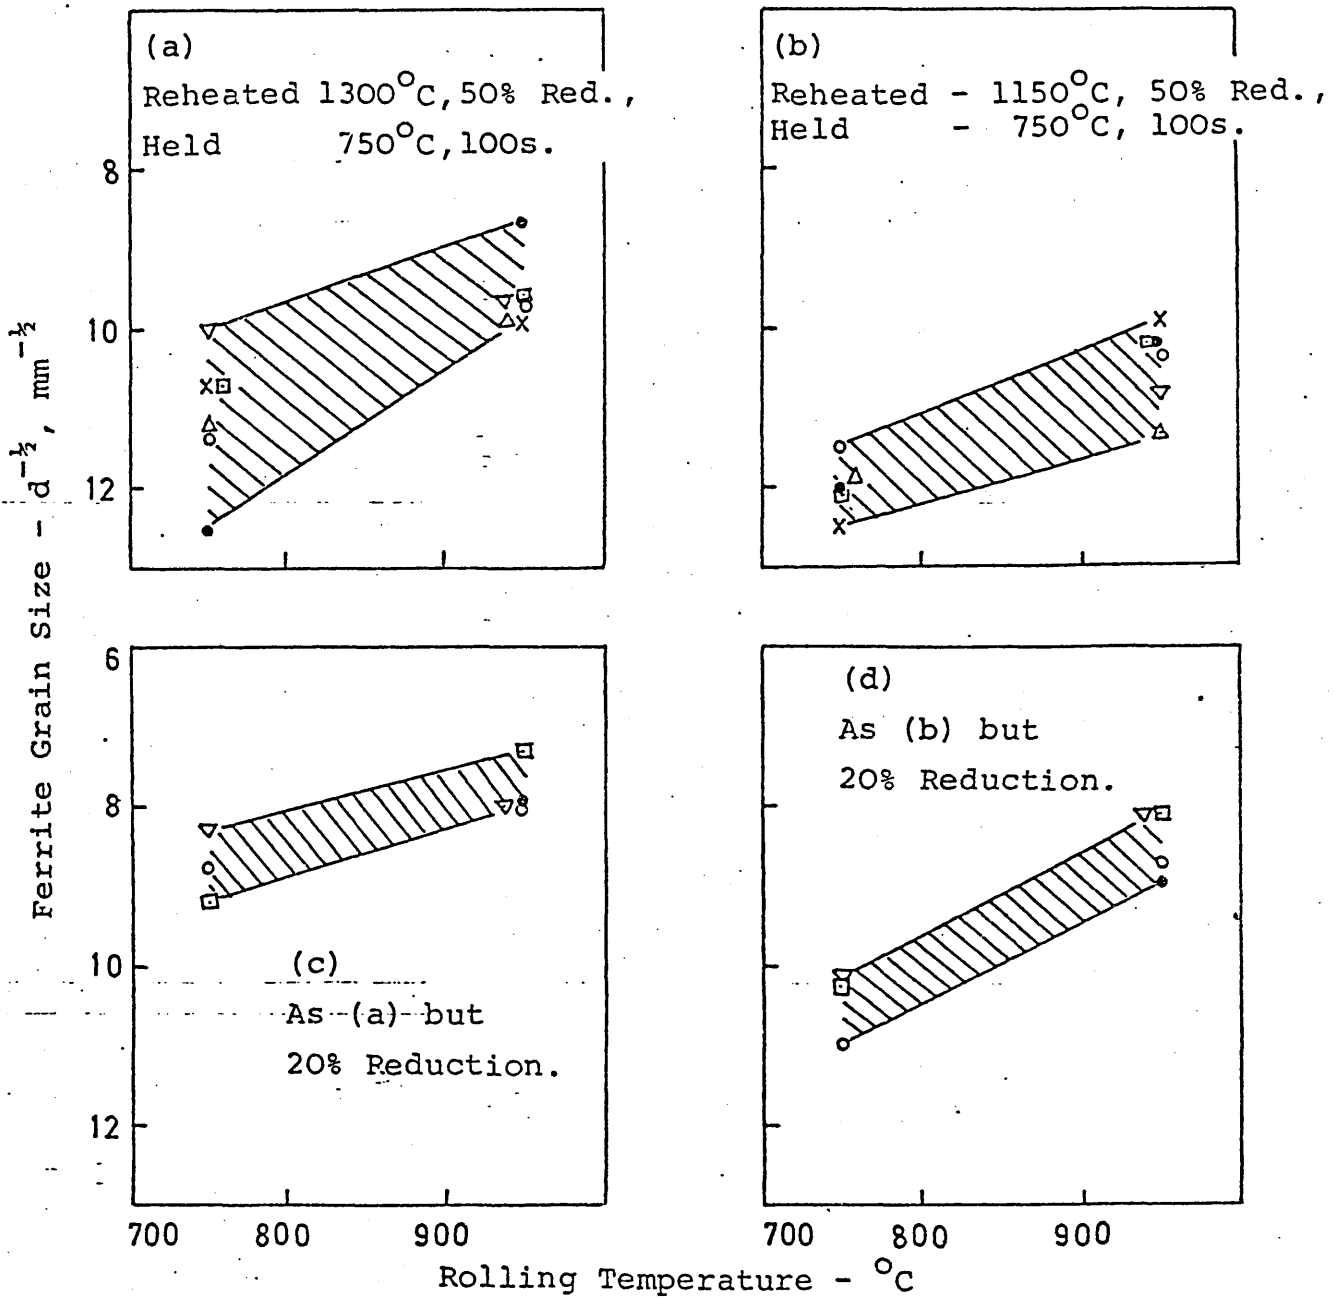 (a)
Reheated 1300°C, 50% Red.,
Held 750°C, 100s.
(b)
Reheated - 1150°C, 50% Red.,
Held - 750°C, 100s.
8
10
12
Ferrite Grain Size - d^-½, mm^-½
6
8
10
12
(c)
As (a) but
20% Reduction.
(d)
As (b) but
20% Reduction.
700 800 900
700 800 900
Rolling Temperature - °C